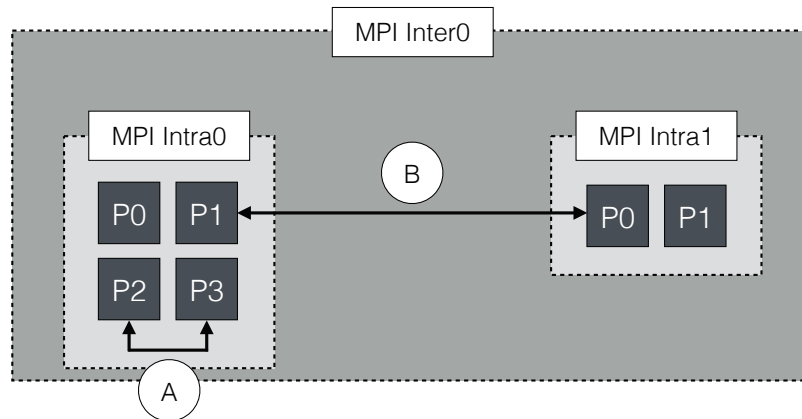 MPI Inter0
MPI Intra0
MPI Intra1
B
P0 P1
P0 P1
P2 P3
A